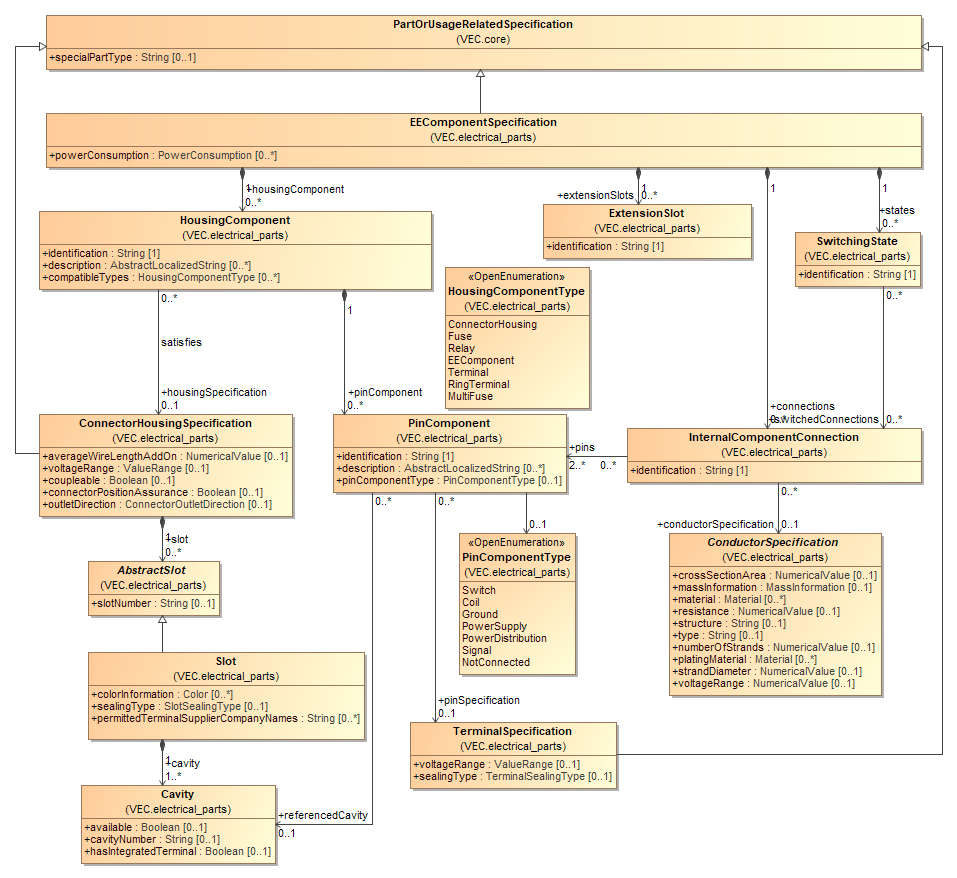 PartOrUsageRelatedSpecification
(VEC.core)
+specialPartType : String [0..1]
EEComponentSpecification
(VEC.electrical_parts)
+powerConsumption : PowerConsumption [0..*]
1
+housingComponent
0..*
1
+extensionSlots
0..*
1
1
+states
0..*
HousingComponent
(VEC.electrical_parts)
+identification : String [1]
+description : AbstractLocalizedString [0..*]
+compatibleTypes : HousingComponentType [0..*]
ExtensionSlot
(VEC.electrical_parts)
+identification : String [1]
SwitchingState
(VEC.electrical_parts)
+identification : String [1]
«OpenEnumeration»
HousingComponentType
(VEC.electrical_parts)
ConnectorHousing
Fuse
Relay
EEComponent
Terminal
RingTerminal
MultiFuse
0..*
satisfies
+housingSpecification
0..1
1
+pinComponent
0..*
0..*
+connections
+switchedConnections
0..*
ConnectorHousingSpecification
(VEC.electrical_parts)
+averageWireLengthAddOn : NumericalValue [0..1]
+voltageRange : ValueRange [0..1]
+coupleable : Boolean [0..1]
+connectorPositionAssurance : Boolean [0..1]
+outletDirection : ConnectorOutletDirection [0..1]
PinComponent
(VEC.electrical_parts)
+identification : String [1]
+description : AbstractLocalizedString [0..*]
+pinComponentType : PinComponentType [0..1]
+pins
2..*
0..*
InternalComponentConnection
(VEC.electrical_parts)
+identification : String [1]
0..*
+conductorSpecification
0..1
1
+slot
0..*
0..*
0..*
0..1
AbstractSlot
(VEC.electrical_parts)
+slotNumber : String [0..1]
«OpenEnumeration»
PinComponentType
(VEC.electrical_parts)
Switch
Coil
Ground
PowerSupply
PowerDistribution
Signal
NotConnected
ConductorSpecification
(VEC.electrical_parts)
+crossSectionArea : NumericalValue [0..1]
+massInformation : MassInformation [0..1]
+material : Material [0..*]
+resistance : NumericalValue [0..1]
+structure : String [0..1]
+type : String [0..1]
+numberOfStrands : NumericalValue [0..1]
+platingMaterial : Material [0..*]
+strandDiameter : NumericalValue [0..1]
+voltageRange : NumericalValue [0..1]
Slot
(VEC.electrical_parts)
+colorInformation : Color [0..*]
+sealingType : SlotSealingType [0..1]
+permittedTerminalSupplierCompanyNames : String [0..*]
+pinSpecification
0..1
TerminalSpecification
(VEC.electrical_parts)
+voltageRange : ValueRange [0..1]
+sealingType : TerminalSealingType [0..1]
1
+cavity
1..*
Cavity
(VEC.electrical_parts)
+available : Boolean [0..1]
+cavityNumber : String [0..1]
+hasIntegratedTerminal : Boolean [0..1]
+referencedCavity
0..1